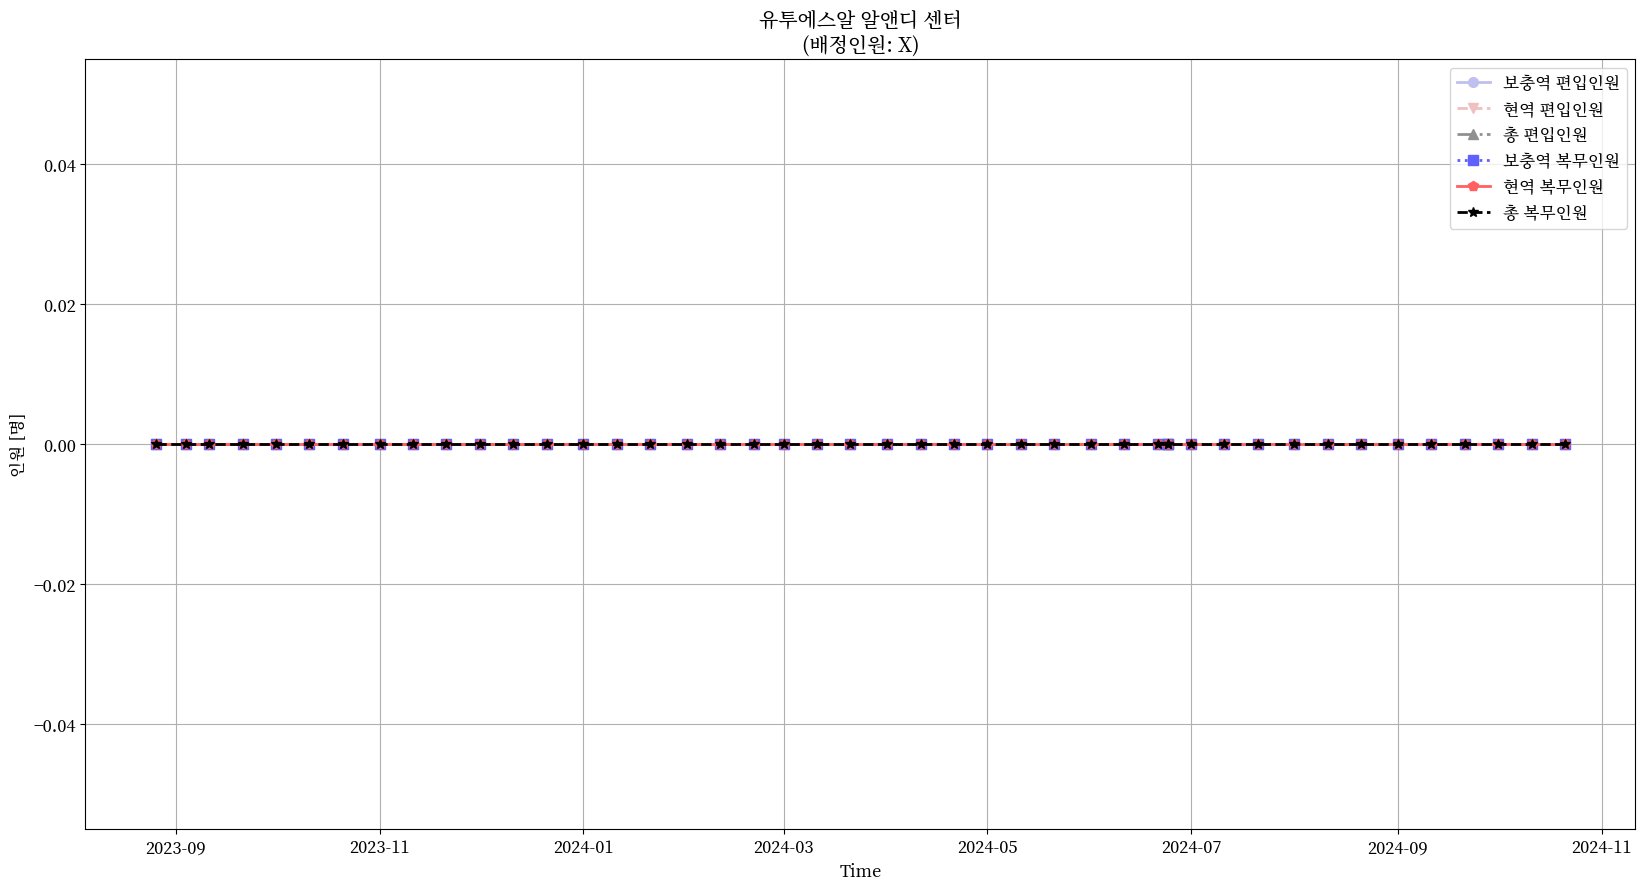 유투에스알 알앤디 센터
(배정인원: X)
보충역 편입인원
현역 편입인원
총 편입인원
보충역 복무인원
현역 복무인원
총 복무인원
인원 [명]
0.04
0.02
0.00
−0.02
−0.04
2023-09 2023-11 2024-01 2024-03 2024-05 2024-07 2024-09 2024-11
Time